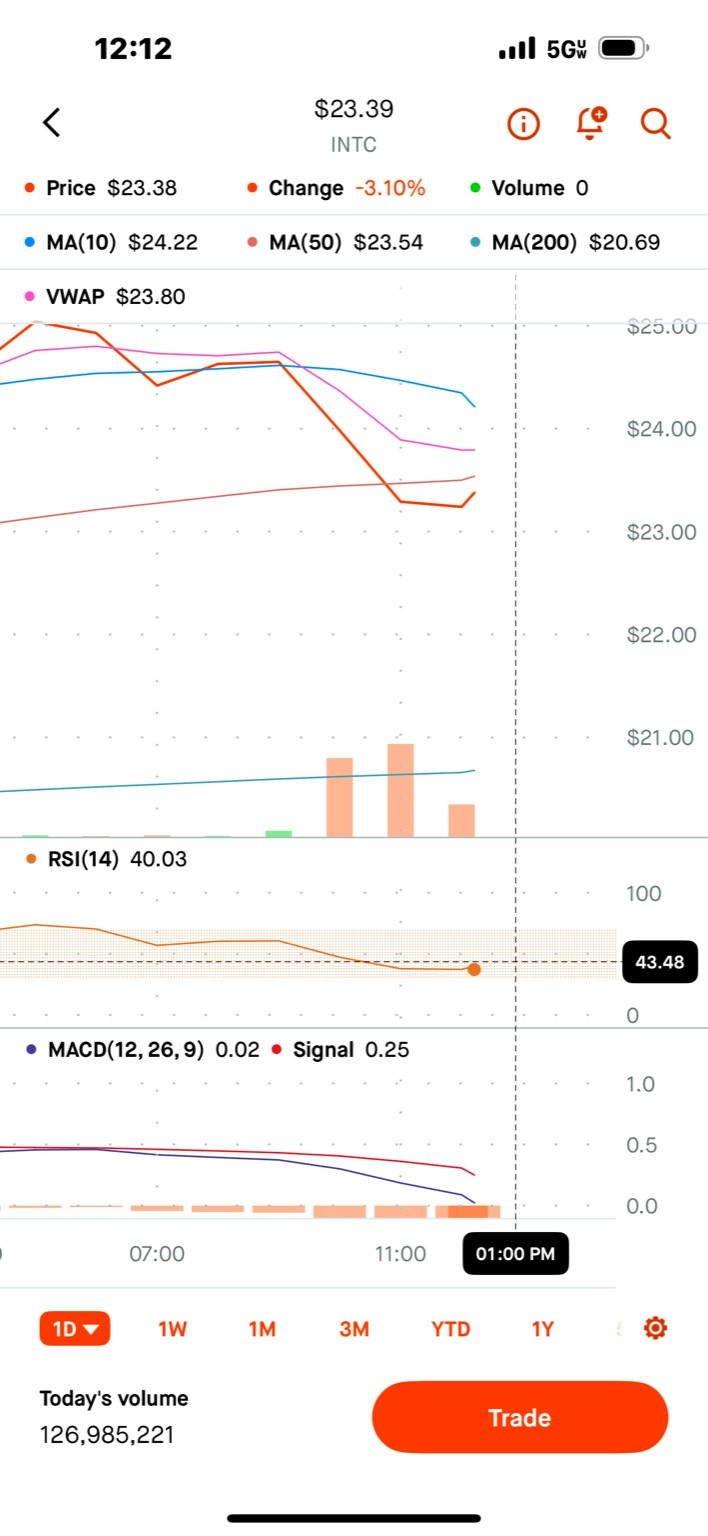 12:12
5GUW
$23.39
INTC
Price $23.38 Change -3.10% Volume 0
MA(10) $24.22 MA(50) $23.54 MA(200) $20.69
VWAP $23.80
$25.00
$24.00
$23.00
$22.00
$21.00
RSI(14) 40.03
100
43.48
0
MACD(12, 26, 9) 0.02 Signal 0.25
1.0
0.5
0.0
07:00 11:00 01:00 PM
1D 1W 1M 3M YTD 1Y
Today's volume
126,985,221
Trade